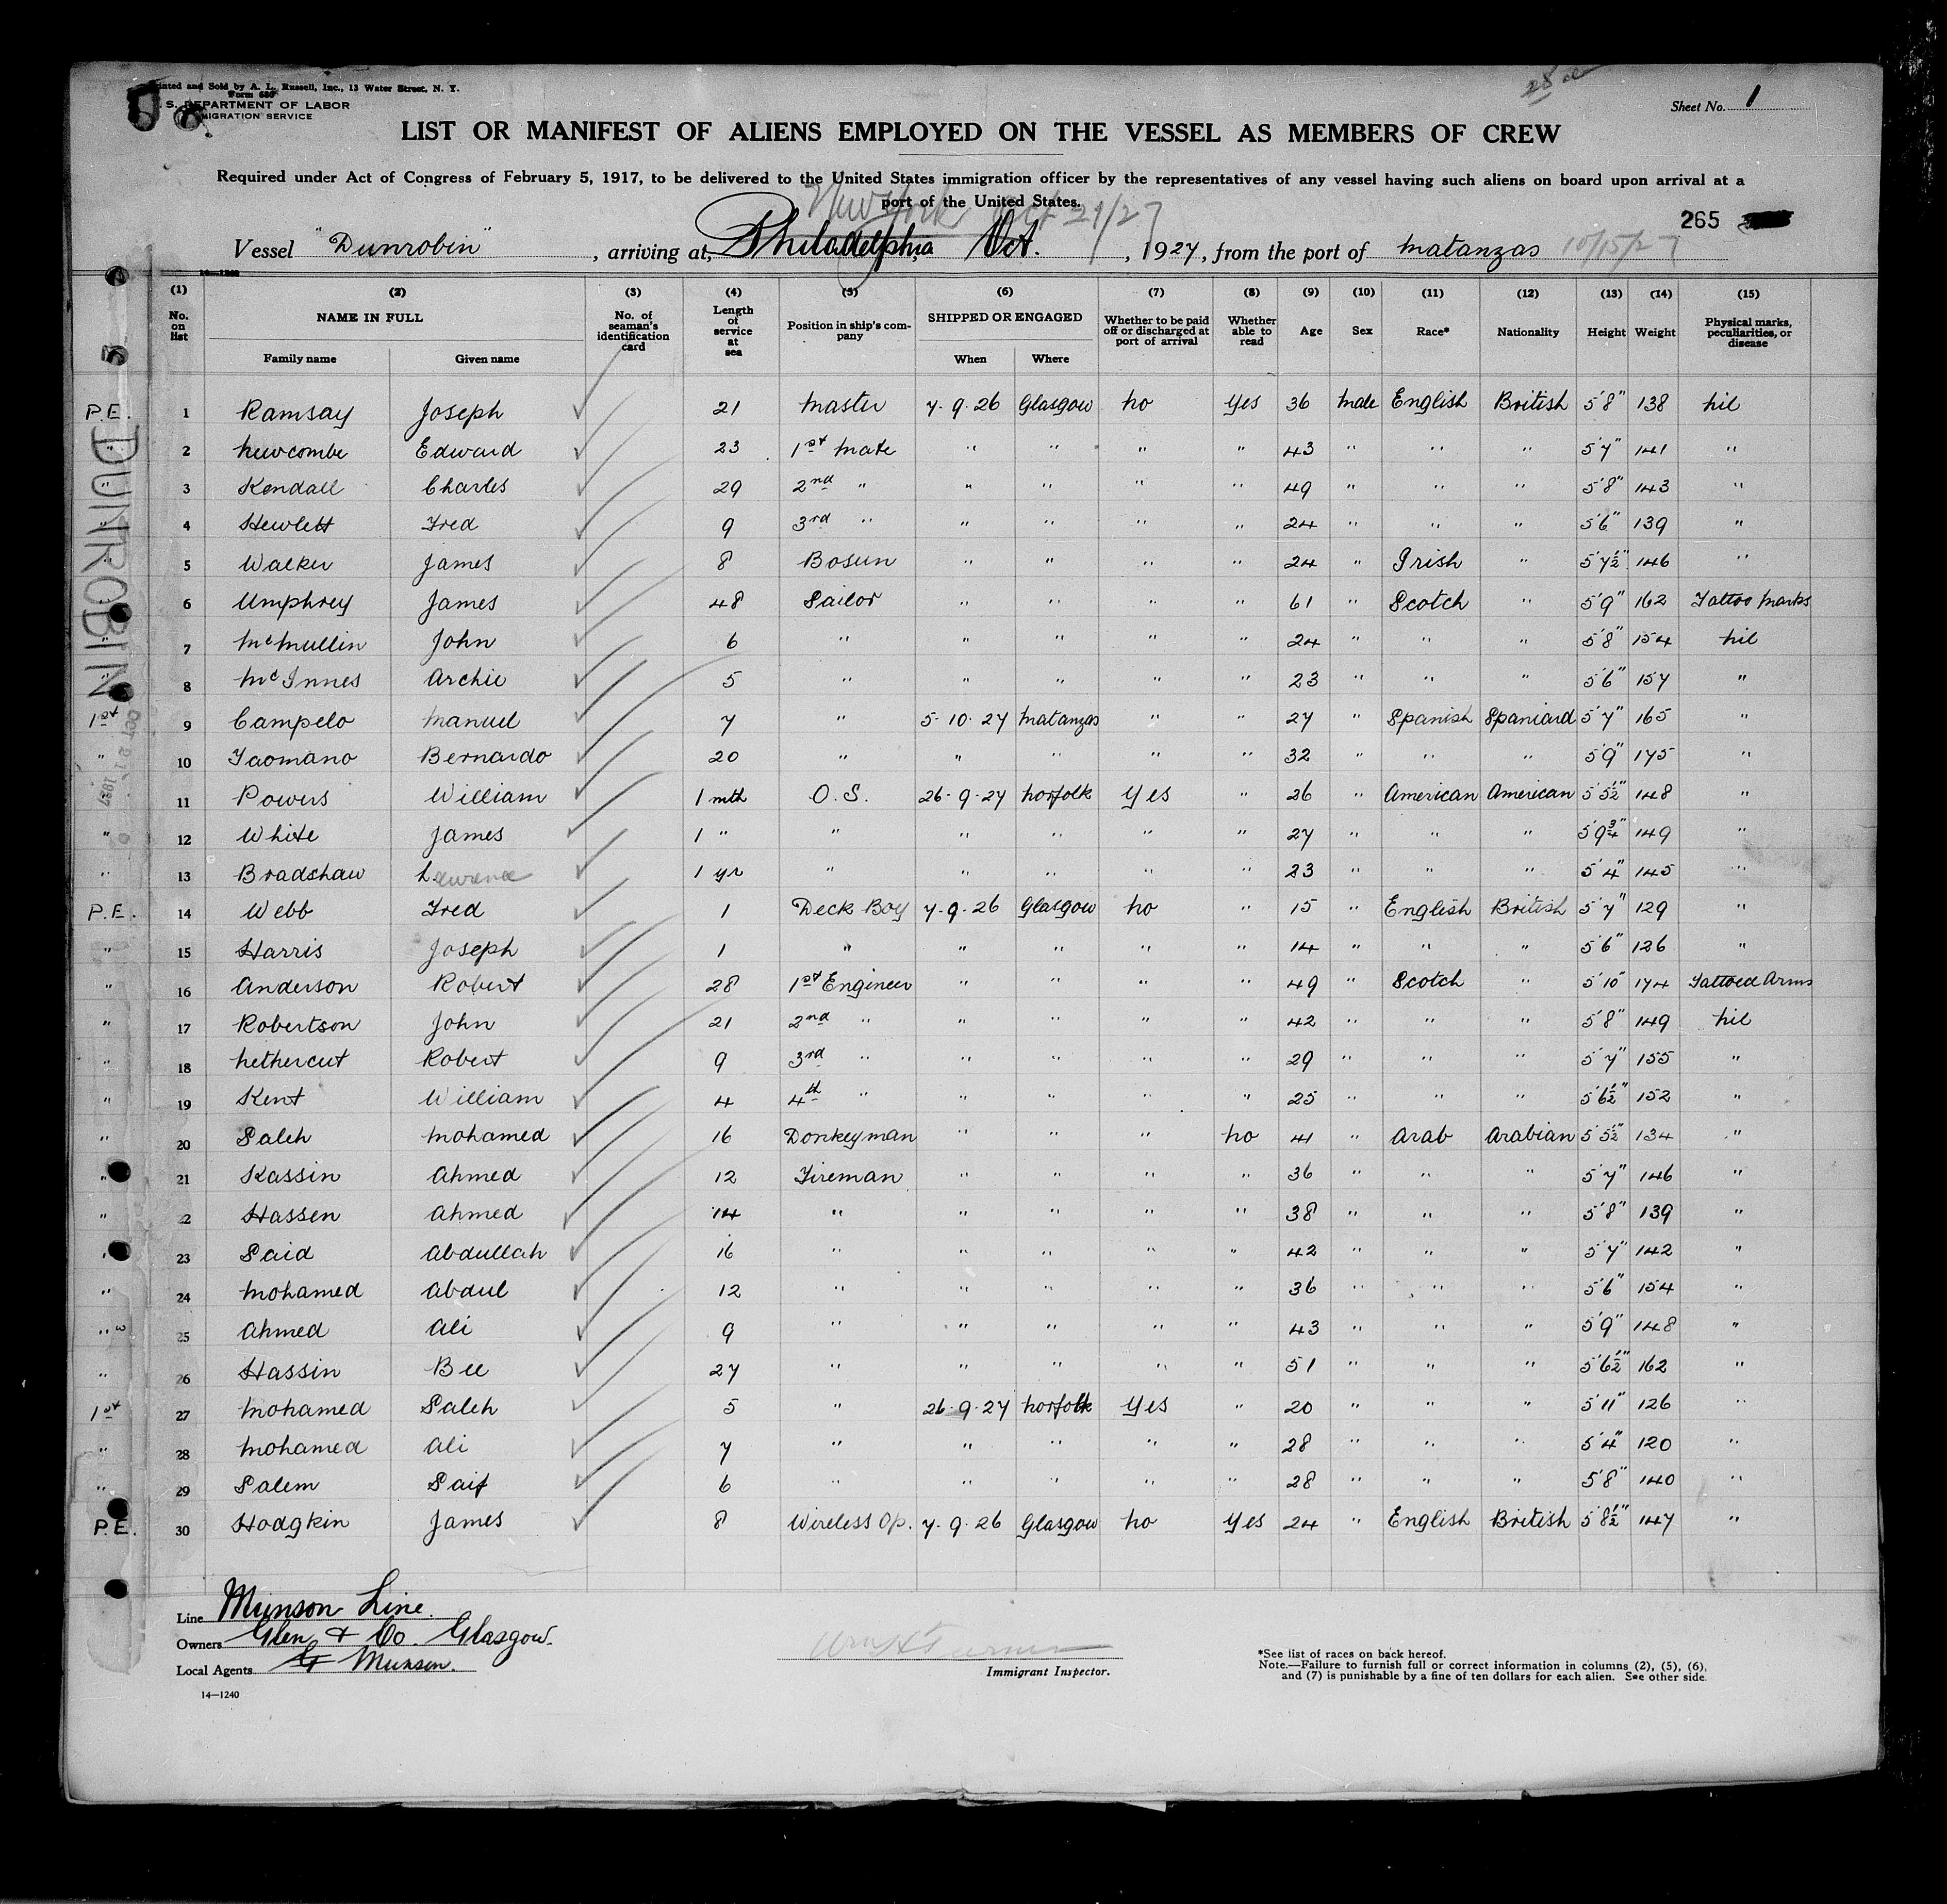 Printed and Sold by A. L. Russell, Inc., 13 Water Street, N. Y.
Form 680
U. S. DEPARTMENT OF LABOR
IMMIGRATION SERVICE
Sheet No. 1
LIST OR MANIFEST OF ALIENS EMPLOYED ON THE VESSEL AS MEMBERS OF CREW
Required under Act of Congress of February 5, 1917, to be delivered to the United States immigration officer by the representatives of any vessel having such aliens on board upon arrival at a
port of the United States.
New York Oct 21/27
265
Vessel "Dunrobin", arriving at, Philadelphia Oct., 1927, from the port of Matanzas 10/15/27
14—1240
(1) (2) (3) (4) (5) (6) (7) (8) (9) (10) (11) (12) (13) (14) (15)
No. on list NAME IN FULL No. of seaman's identification card Length of service at sea Position in ship's company SHIPPED OR ENGAGED Whether to be paid off or discharged at port of arrival Whether able to read Age Sex Race* Nationality Height Weight Physical marks, peculiarities, or disease
Family name Given name When Where
DUNROBIN
OCT 21 1927
P.E. 1 Ramsay Joseph 21 Master 7.9.26 Glasgow No Yes 36 Male English British 5'8" 138 Nil
" 2 Newcombe Edward 23 1st Mate " " " " 43 " " " 5'7" 141 "
" 3 Kendall Charles 29 2nd " " " " " 49 " " " 5'8" 143 "
" 4 Hewlett Fred 9 3rd " " " " " 24 " " " 5'6" 139 "
" 5 Walker James 8 Bosun " " " " 24 " Irish " 5'7½" 146 "
" 6 Umphrey James 48 Sailor " " " " 61 " Scotch " 5'9" 162 Tattoo Marks
" 7 McMullin John 6 " " " " " 24 " " " 5'8" 154 Nil
" 8 McInnes Archie 5 " " " " " 23 " " " 5'6" 157 "
1st 9 Campelo Manuel 7 " 5-10-27 Matanzas " " 27 " Spanish Spaniard 5'7" 165 "
" 10 Taomano Bernardo 20 " " " " " 32 " " " 5'9" 175 "
" 11 Powers William 1 mth O.S. 26-9-27 Norfolk Yes " 26 " American American 5'5½" 148 "
" 12 White James 1 " " " " " " 27 " " " 5'9¾" 149 "
" 13 Bradshaw Lawrence 1 yr " " " " " 23 " " " 5'4" 145 "
P.E. 14 Webb Fred 1 Deck Boy 7.9.26 Glasgow No " 15 " English British 5'7" 129 "
" 15 Harris Joseph 1 " " " " " 14 " " " 5'6" 126 "
" 16 Anderson Robert 28 1st Engineer " " " " 49 " Scotch " 5'10" 174 Tattoed Arms
" 17 Robertson John 21 2nd " " " " " 42 " " " 5'8" 149 Nil
" 18 Nethercut Robert 9 3rd " " " " " 29 " " " 5'7" 155 "
" 19 Kent William 4 4th " " " " " 25 " " " 5'6½" 152 "
" 20 Saleh Mohamed 16 Donkeyman " " " No 41 " Arab Arabian 5'5½" 134 "
" 21 Kassin Ahmed 12 Fireman " " " " 36 " " " 5'7" 146 "
" 22 Hassen Ahmed 14 " " " " " 38 " " " 5'8" 139 "
" 23 Said Abdullah 16 " " " " " 42 " " " 5'7" 142 "
" 24 Mohamed Abdul 12 " " " " " 36 " " " 5'6" 154 "
" 25 Ahmed Ali 9 " " " " " 43 " " " 5'9" 148 "
" 26 Hassin Bee 27 " " " " " 51 " " " 5'6½" 162 "
1st 27 Mohamed Saleh 5 " 26.9.27 Norfolk Yes " 20 " " " 5'11" 126 "
" 28 Mohamed Ali 7 " " " " " 28 " " " 5'4" 120 "
" 29 Salem Saif 6 " " " " " 28 " " " 5'8" 140 "
P.E. 30 Hodgkin James 8 Wireless Op. 7.9.26 Glasgow No Yes 24 " English British 5'8½" 147 "
Line Munson Line.
Owners Glen & Co. Glasgow.
Local Agents Munson.
Immigrant Inspector.
14—1240
*See list of races on back hereof.
Note.—Failure to furnish full or correct information in columns (2), (5), (6),
and (7) is punishable by a fine of ten dollars for each alien. See other side.